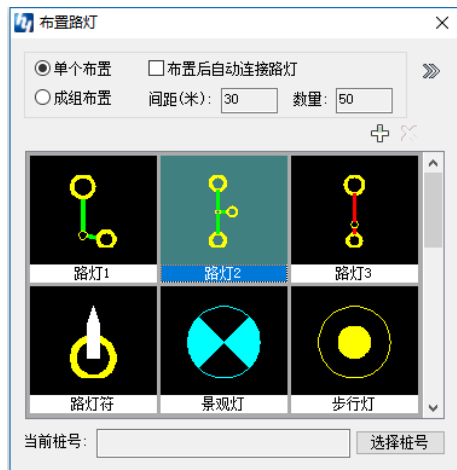 布置路灯
单个布置 布置后自动连接路灯
成组布置 间距(米): 30 数量: 50
路灯1 路灯2 路灯3
路灯符 景观灯 步行灯
当前桩号: 选择桩号